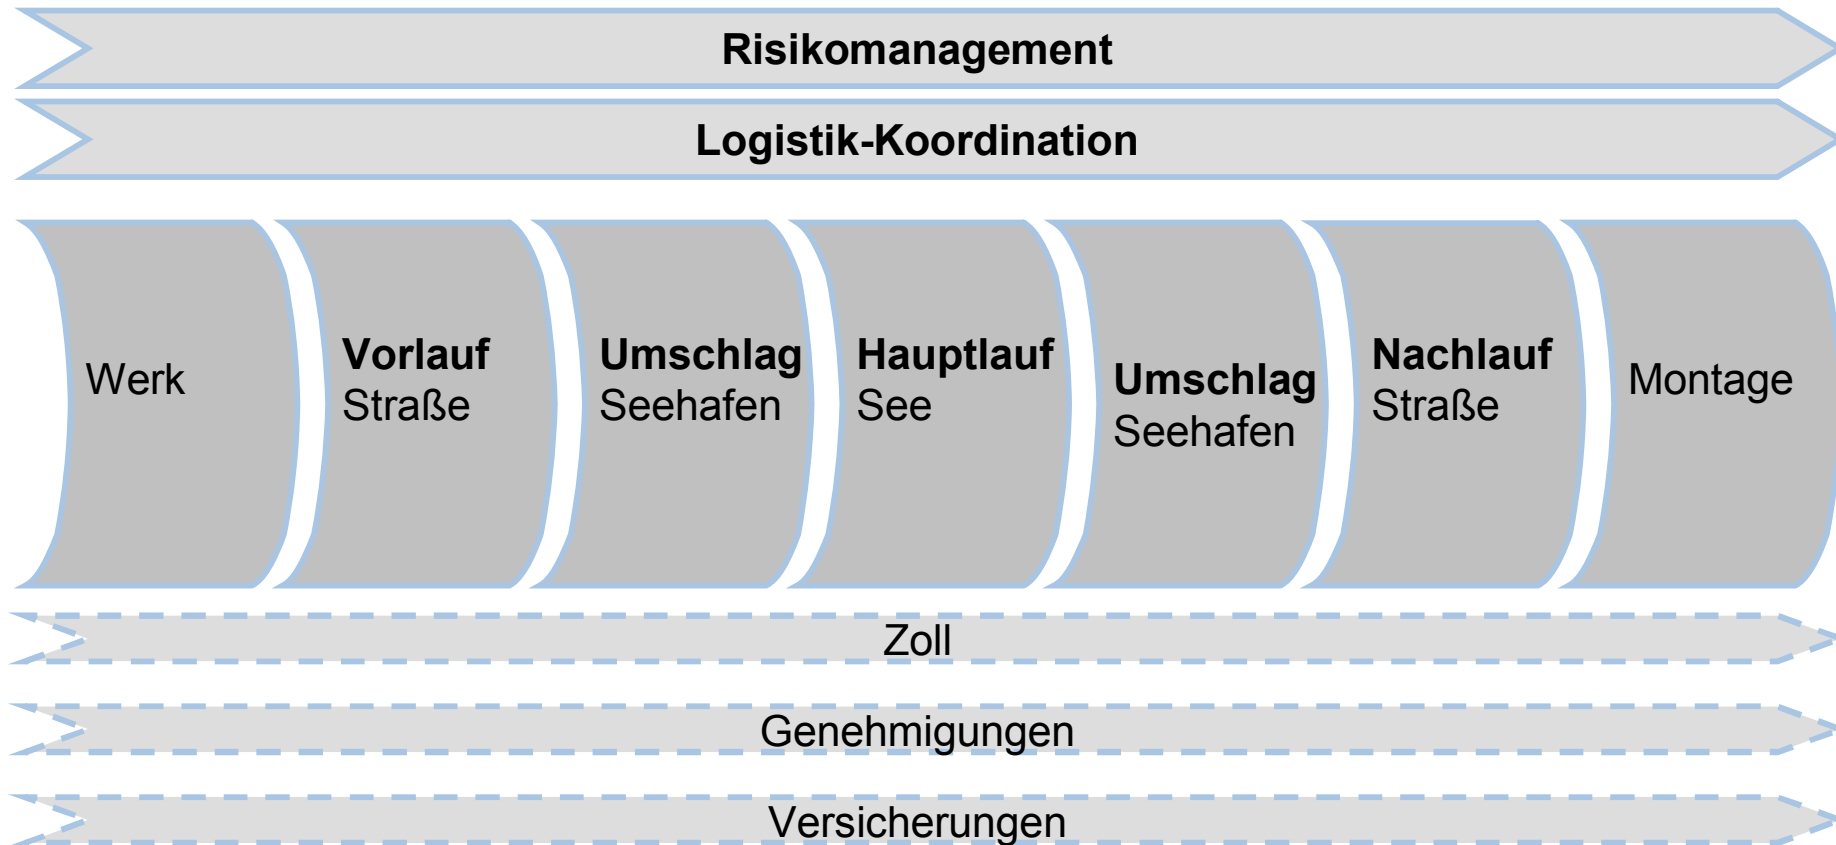 Risikomanagement
Logistik-Koordination
Werk
Vorlauf
Straße
Umschlag
Seehafen
Hauptlauf
See
Umschlag
Seehafen
Nachlauf
Straße
Montage
Zoll
Genehmigungen
Versicherungen